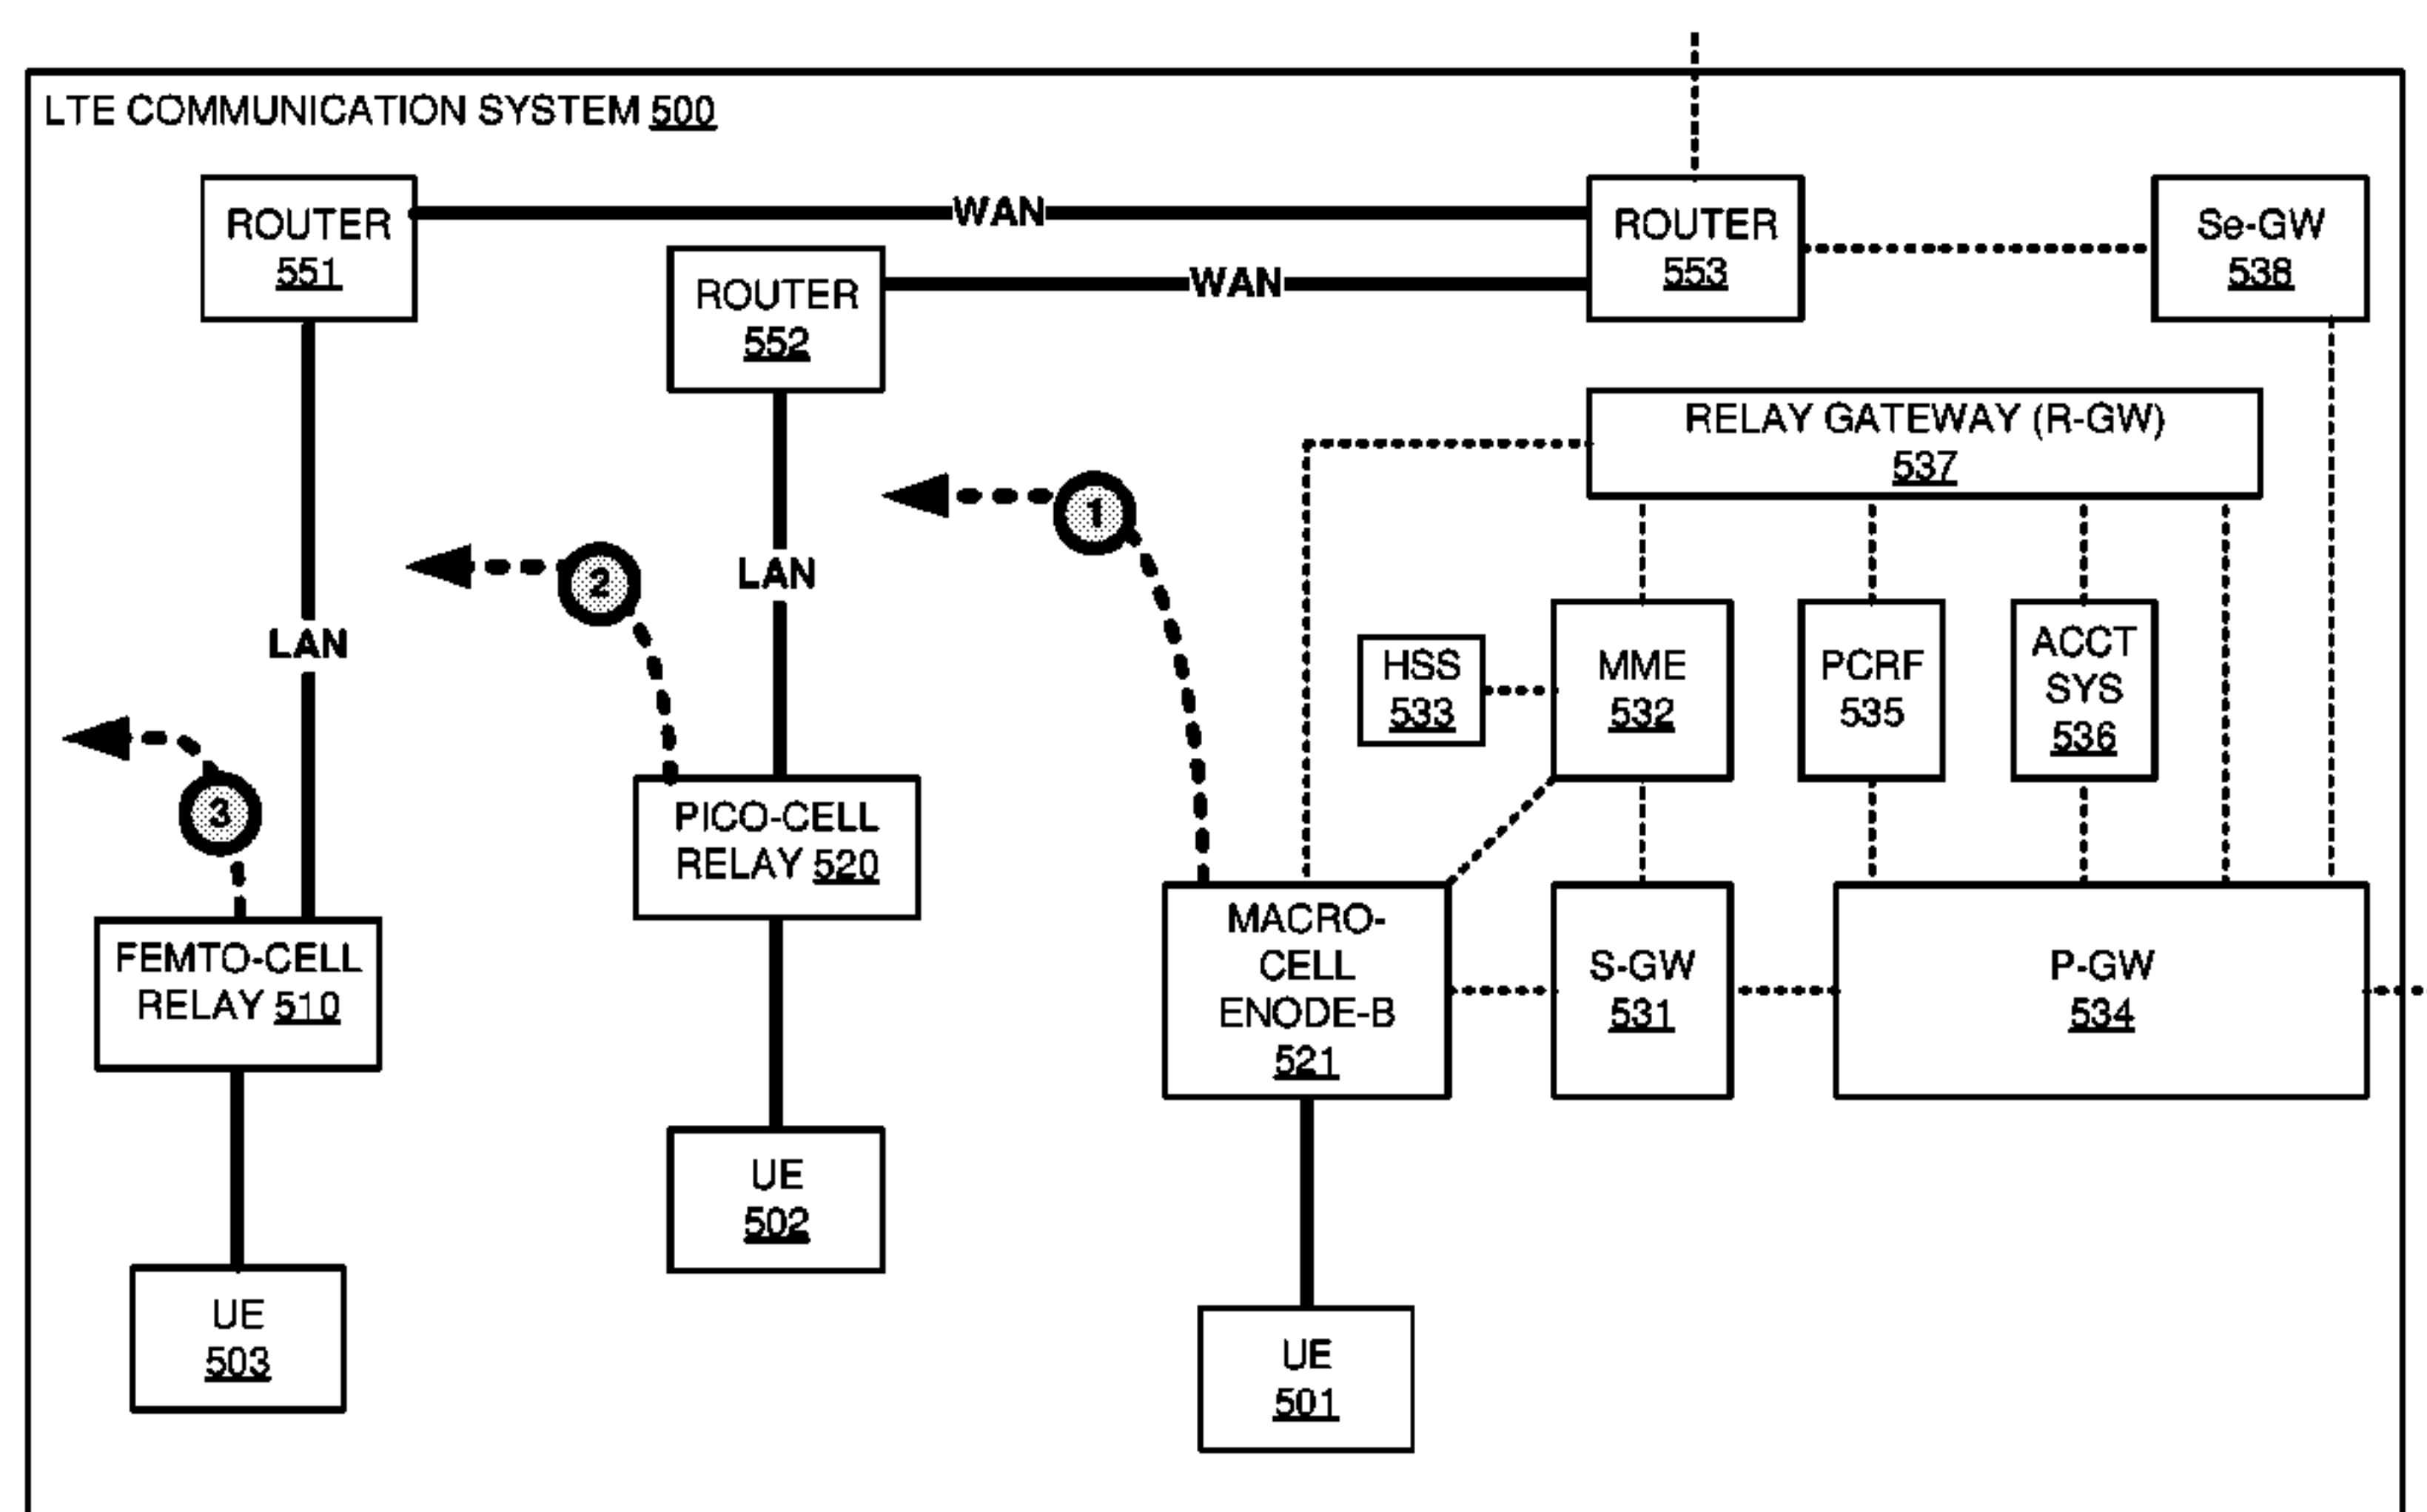 LTE COMMUNICATION SYSTEM 500
ROUTER
551
WAN
ROUTER
553
Se-GW
538
ROUTER
552
WAN
RELAY GATEWAY (R-GW)
537
1
2
LAN
LAN
3
HSS
533
MME
532
PCRF
535
ACCT
SYS
536
PICO-CELL
RELAY 520
FEMTO-CELL
RELAY 510
MACRO-
CELL
ENODE-B
521
S-GW
531
P-GW
534
UE
502
UE
503
UE
501